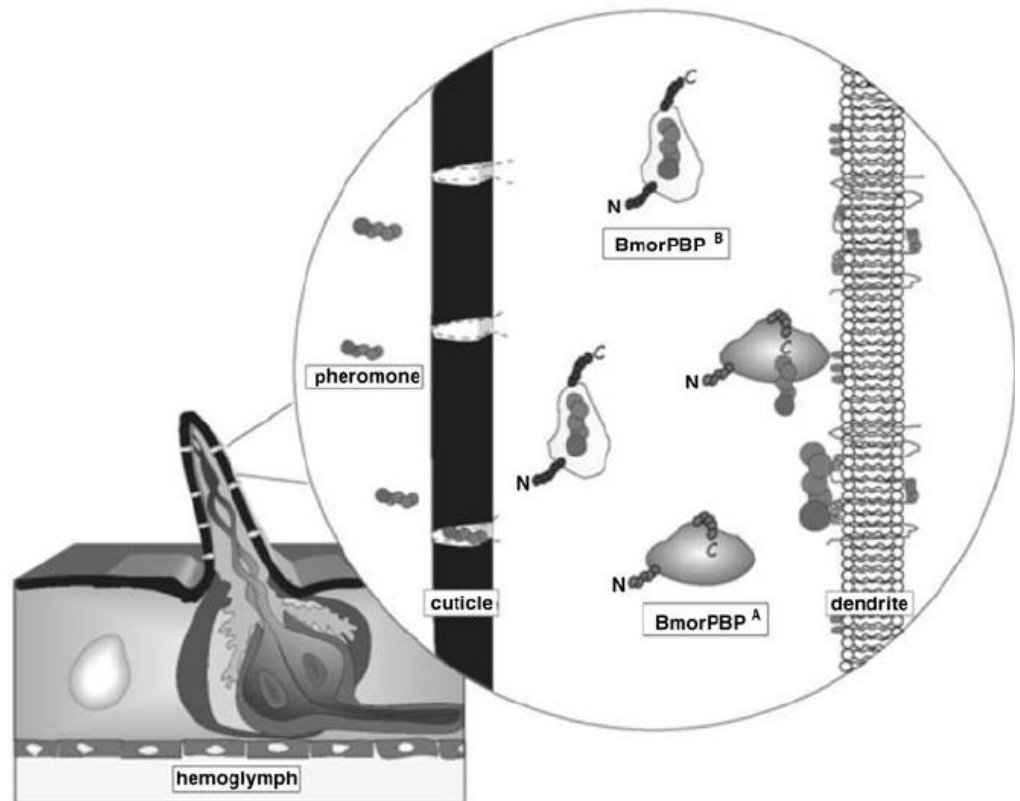 C
N
BmorPBP B
pheromone
C
N
C
N
C
N
cuticle
BmorPBP A
dendrite
hemoglymph